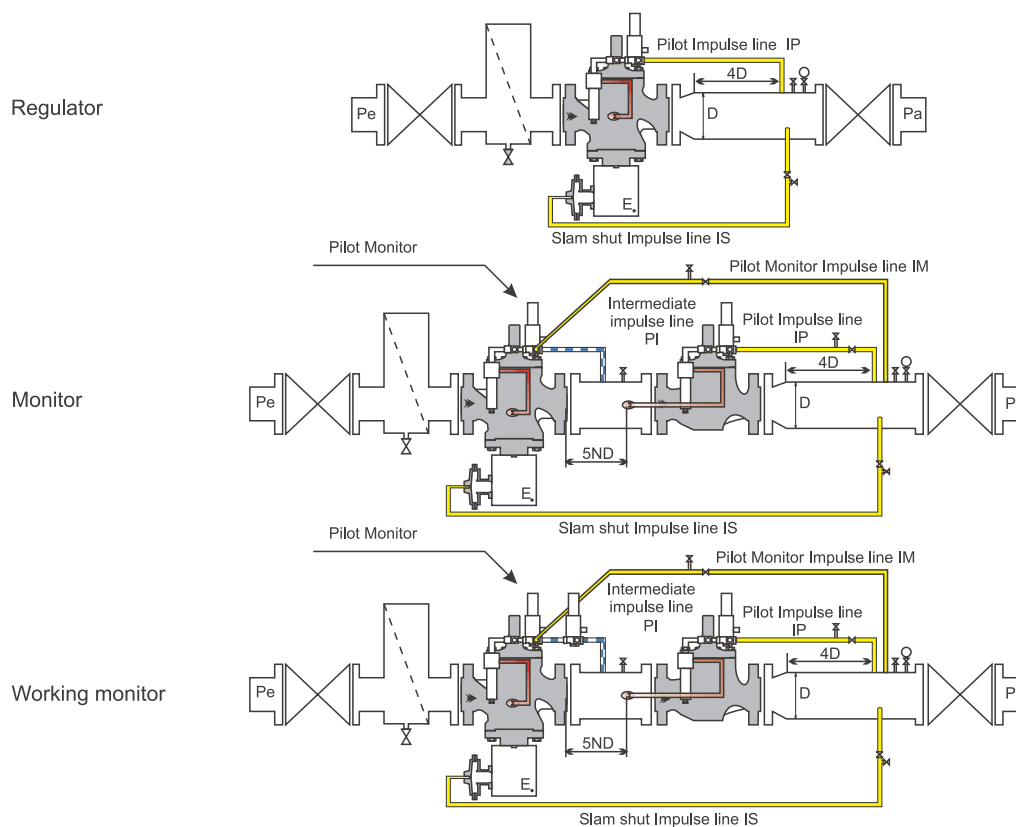 Pilot Impulse line IP
4D
Regulator
Pe
D
Pa
E
Slam shut Impulse line IS
Pilot Monitor
Pilot Monitor Impulse line IM
Intermediate
impulse line
PI
Pilot Impulse line
IP
4D
Monitor
Pe
D
P
5ND
E
Slam shut Impulse line IS
Pilot Monitor
Pilot Monitor Impulse line IM
Intermediate
impulse line
PI
Pilot Impulse line
IP
4D
Working monitor
Pe
D
P
5ND
E
Slam shut Impulse line IS